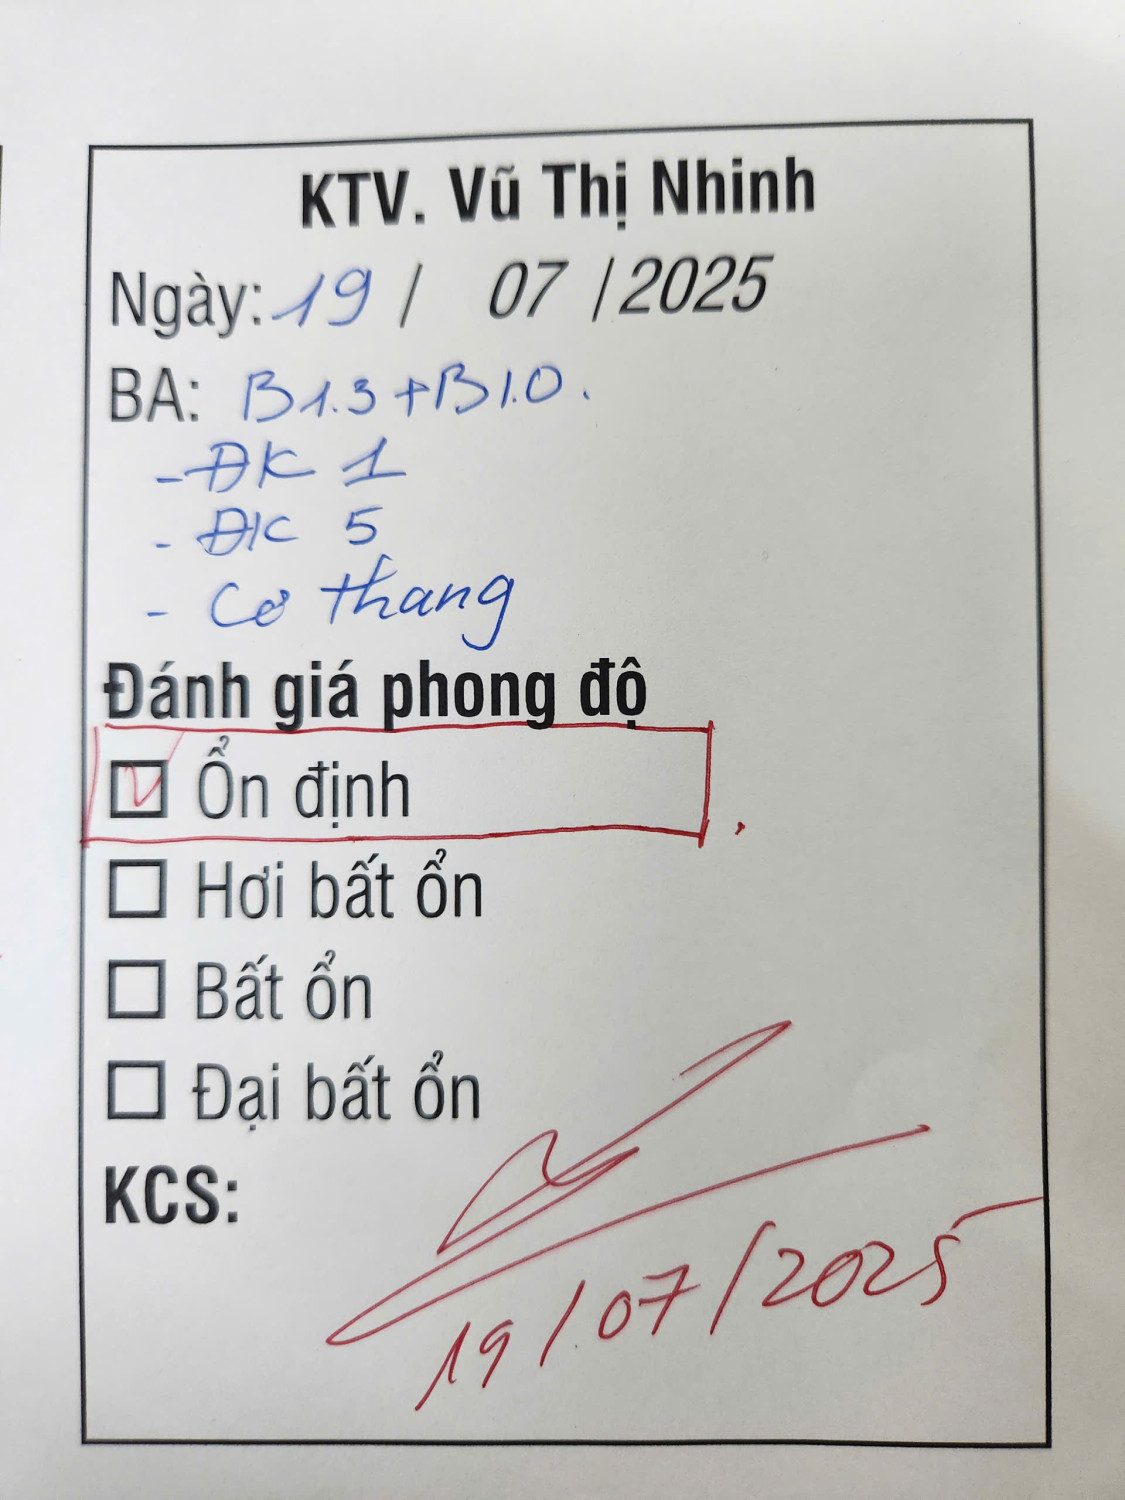 KTV. Vũ Thị Nhinh
Ngày: 19 / 07 / 2025
BA: B1.3 + B1.0.
- ĐK 1
- ĐK 5
- Cơ thang
Đánh giá phong độ
☑ Ổn định
☐ Hơi bất ổn
☐ Bất ổn
☐ Đại bất ổn
KCS:
19/07/2025